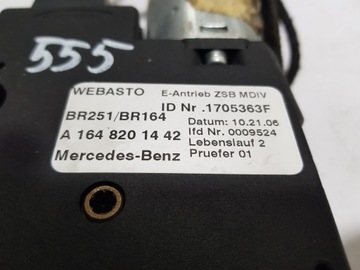 555
WEBASTO E-Antrieb ZSB MDIV
ID Nr .1705363F
BR251/BR164
Datum: 10.21.06
A 164 820 14 42
lfd Nr. 0009524
Lebenslauf 2
Mercedes-Benz
Pruefer 01